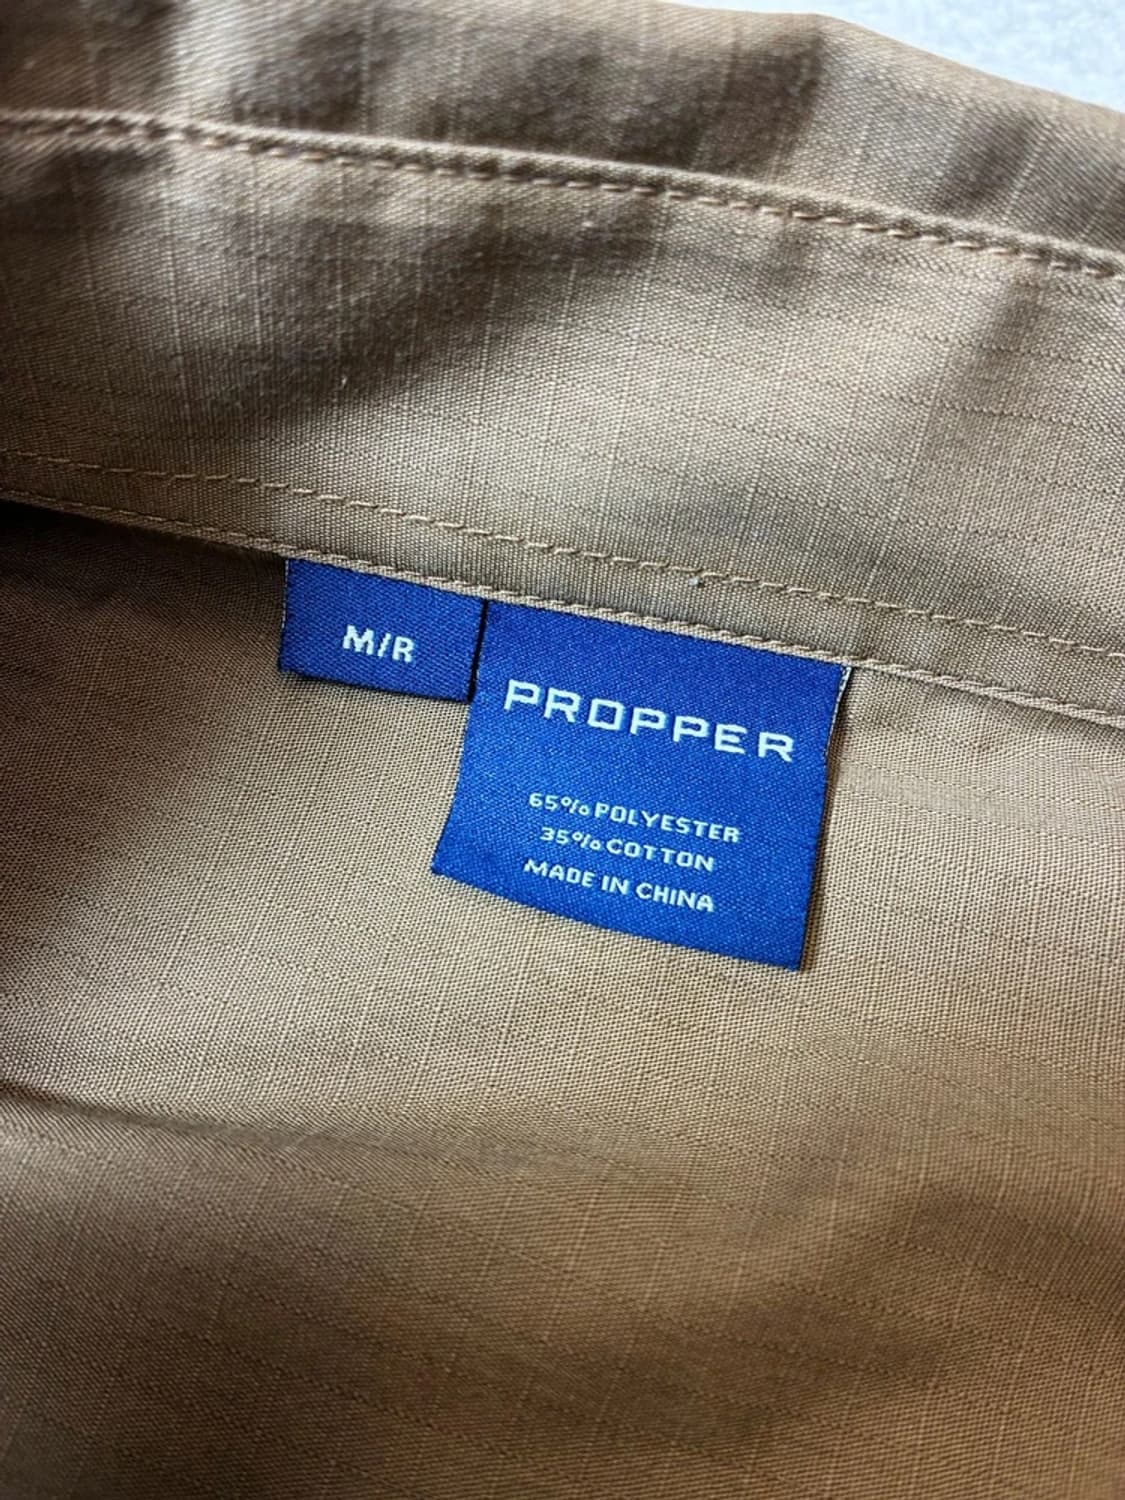 M/R
PROPPER
65% POLYESTER
35% COTTON
MADE IN CHINA